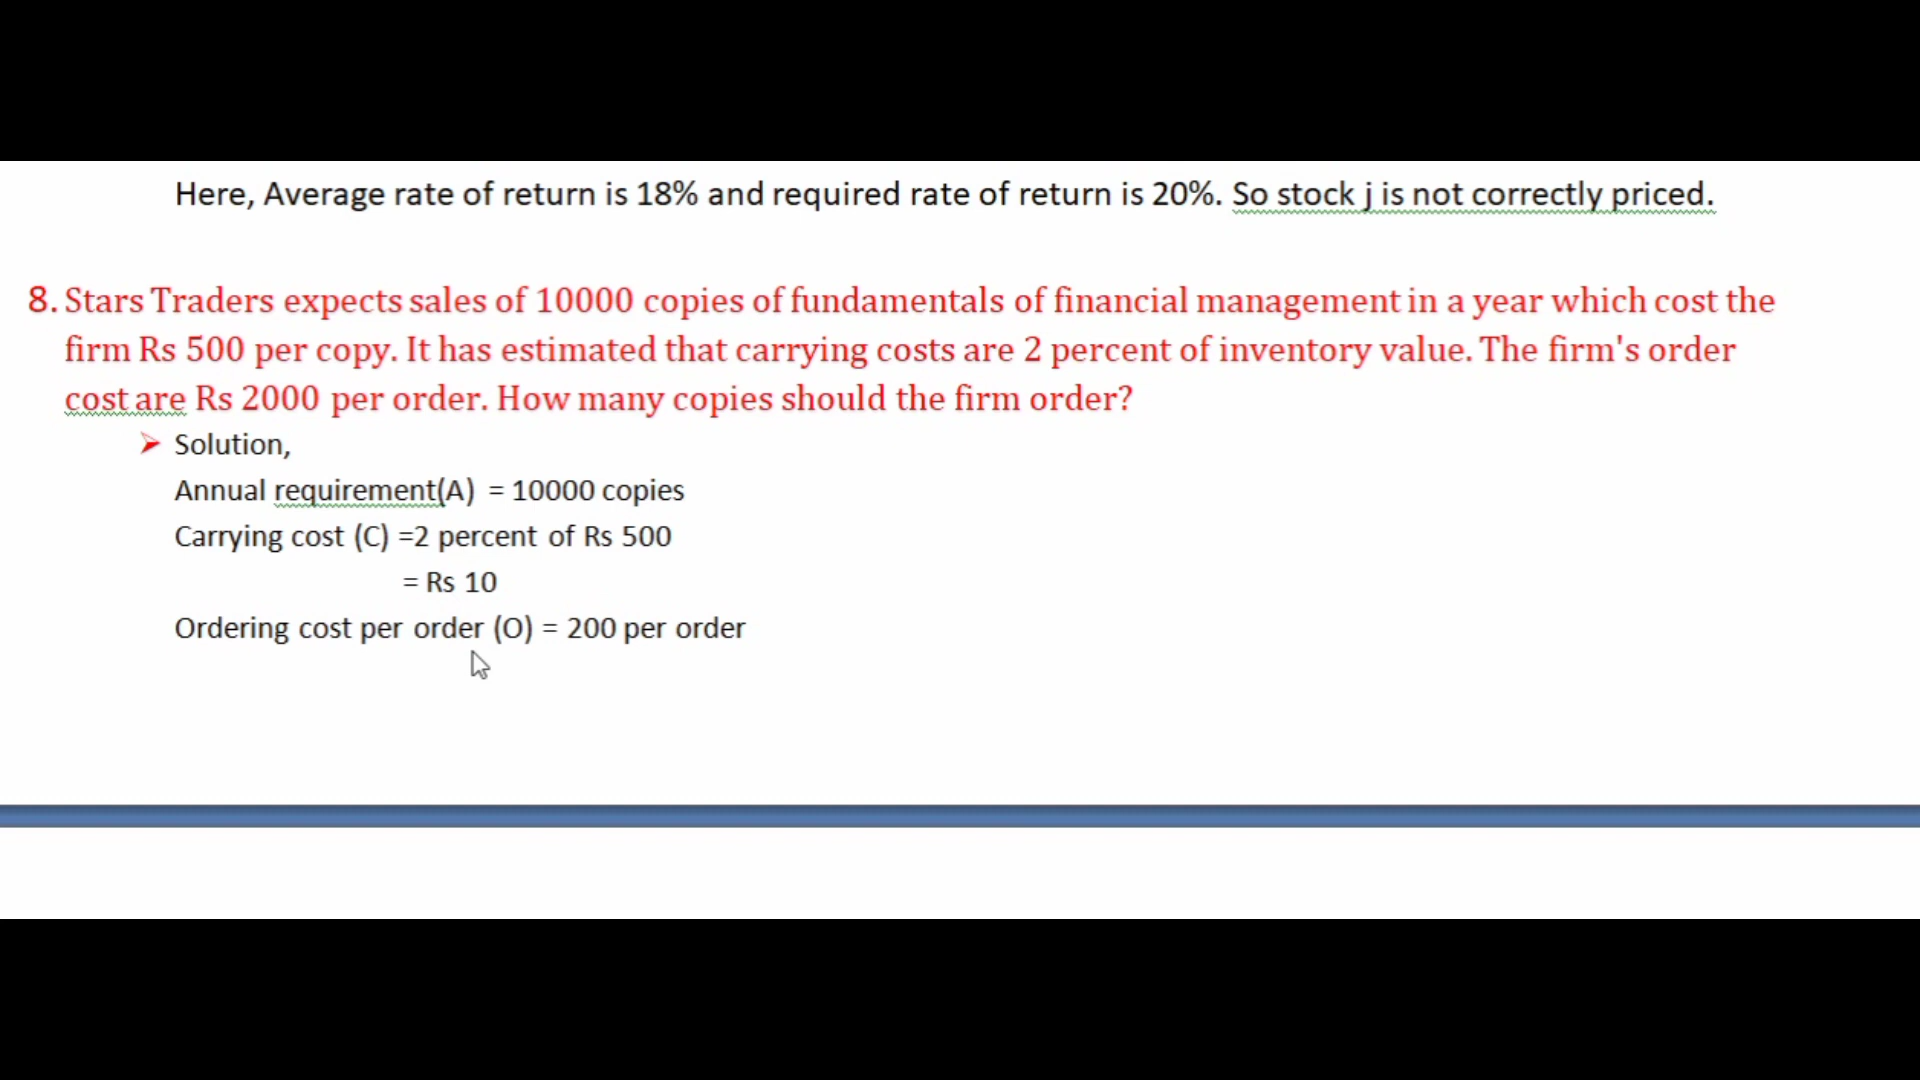 Here, Average rate of return is 18% and required rate of return is 20%. So stock j is not correctly priced.
8. Stars Traders expects sales of 10000 copies of fundamentals of financial management in a year which cost the
firm Rs 500 per copy. It has estimated that carrying costs are 2 percent of inventory value. The firm's order
cost are Rs 2000 per order. How many copies should the firm order?
➢ Solution,
Annual requirement(A) = 10000 copies
Carrying cost (C) =2 percent of Rs 500
= Rs 10
Ordering cost per order (O) = 200 per order